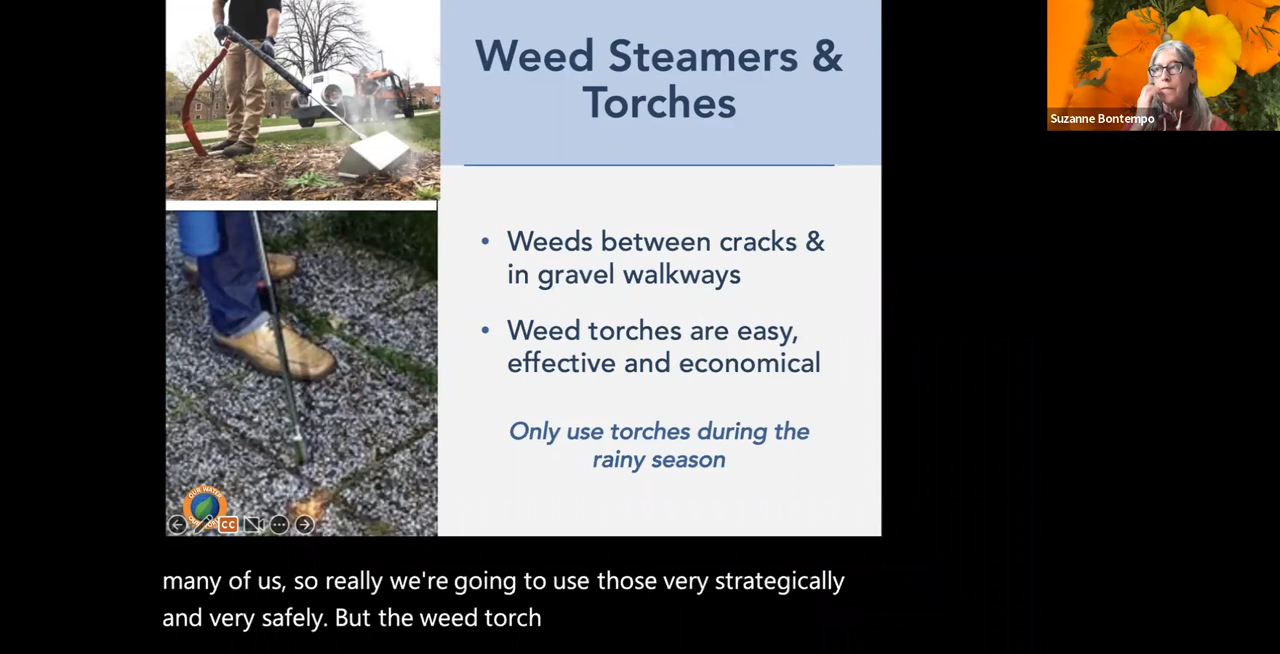 Weed Steamers &
Torches
Suzanne Bontempo
• Weeds between cracks &
in gravel walkways
• Weed torches are easy,
effective and economical
Only use torches during the
rainy season
OUR WATER
CC
many of us, so really we're going to use those very strategically
and very safely. But the weed torch